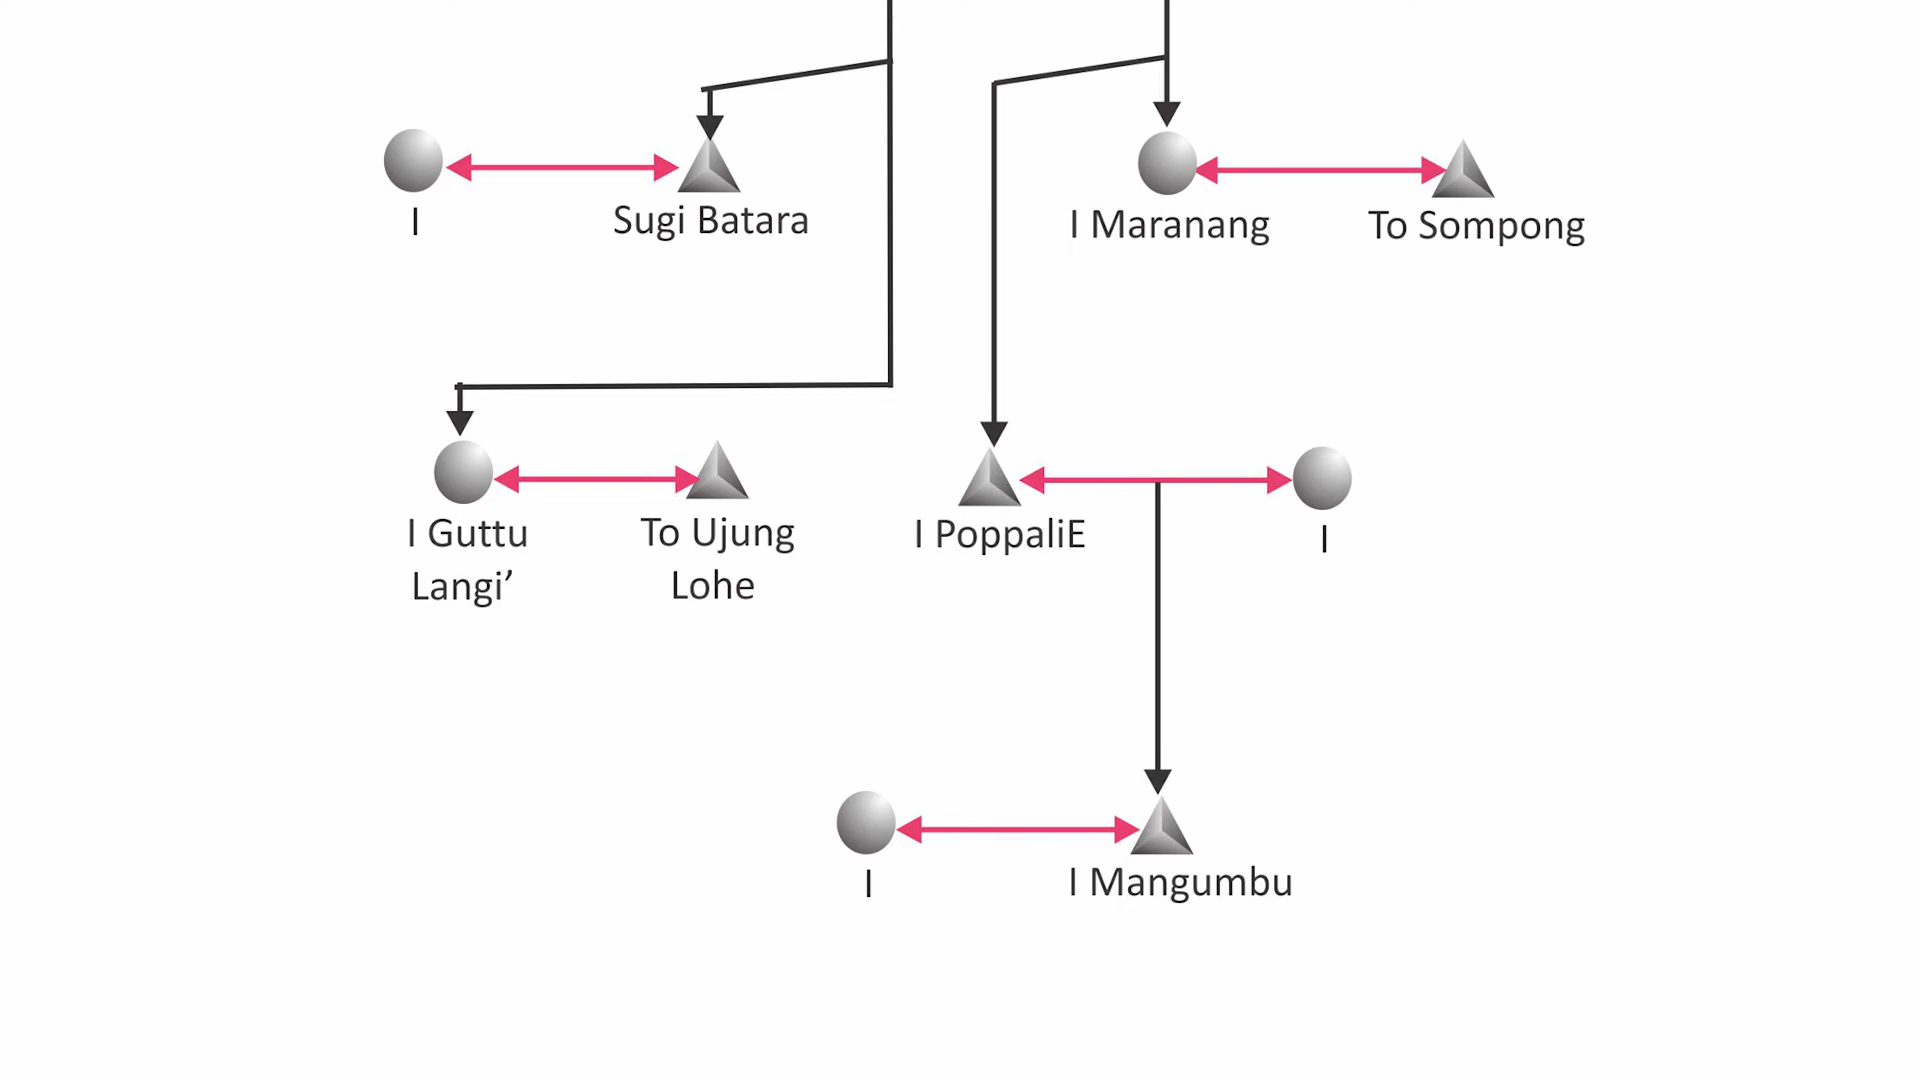 I
Sugi Batara
I Maranang
To Sompong
I Guttu
Langi’
To Ujung
Lohe
I PoppaliE
I
I
I Mangumbu